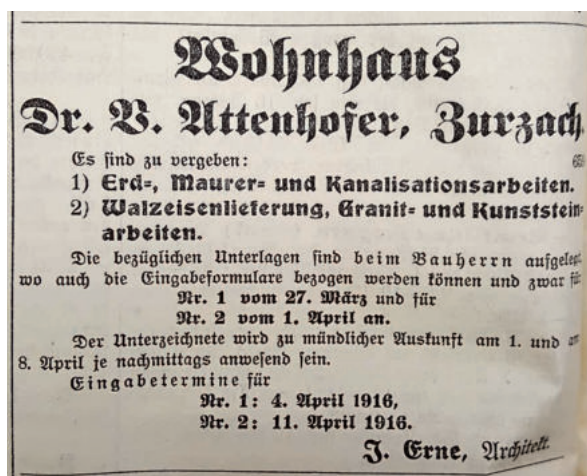 Wohnhaus
Dr. V. Attenhofer, Zurzach
Es sind zu vergeben:
1) Erd-, Maurer- und Kanalisationsarbeiten.
2) Walzeisenlieferung, Granit- und Kunststein-
arbeiten.
Die bezüglichen Unterlagen sind beim Bauherrn aufgelegt,
wo auch die Eingabeformulare bezogen werden können und zwar für
Nr. 1 vom 27. März und für
Nr. 2 vom 1. April an.
Der Unterzeichnete wird zu mündlicher Auskunft am 1. und am
8. April je nachmittags anwesend sein.
Eingabetermine für
Nr. 1: 4. April 1916,
Nr. 2: 11. April 1916.
J. Erne, Architekt.